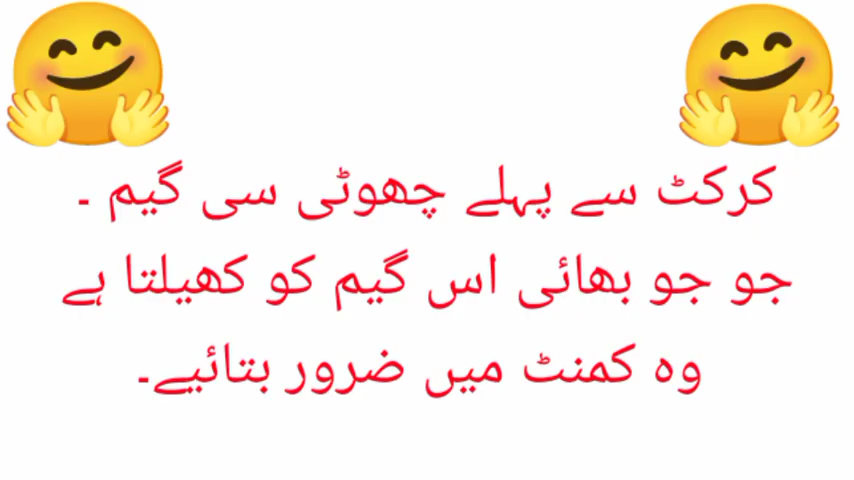 کرکٹ سے پہلے چھوٹی سی گیم ۔
جو جو بھائی اس گیم کو کھیلتا ہے
وہ کمنٹ میں ضرور بتائیے۔